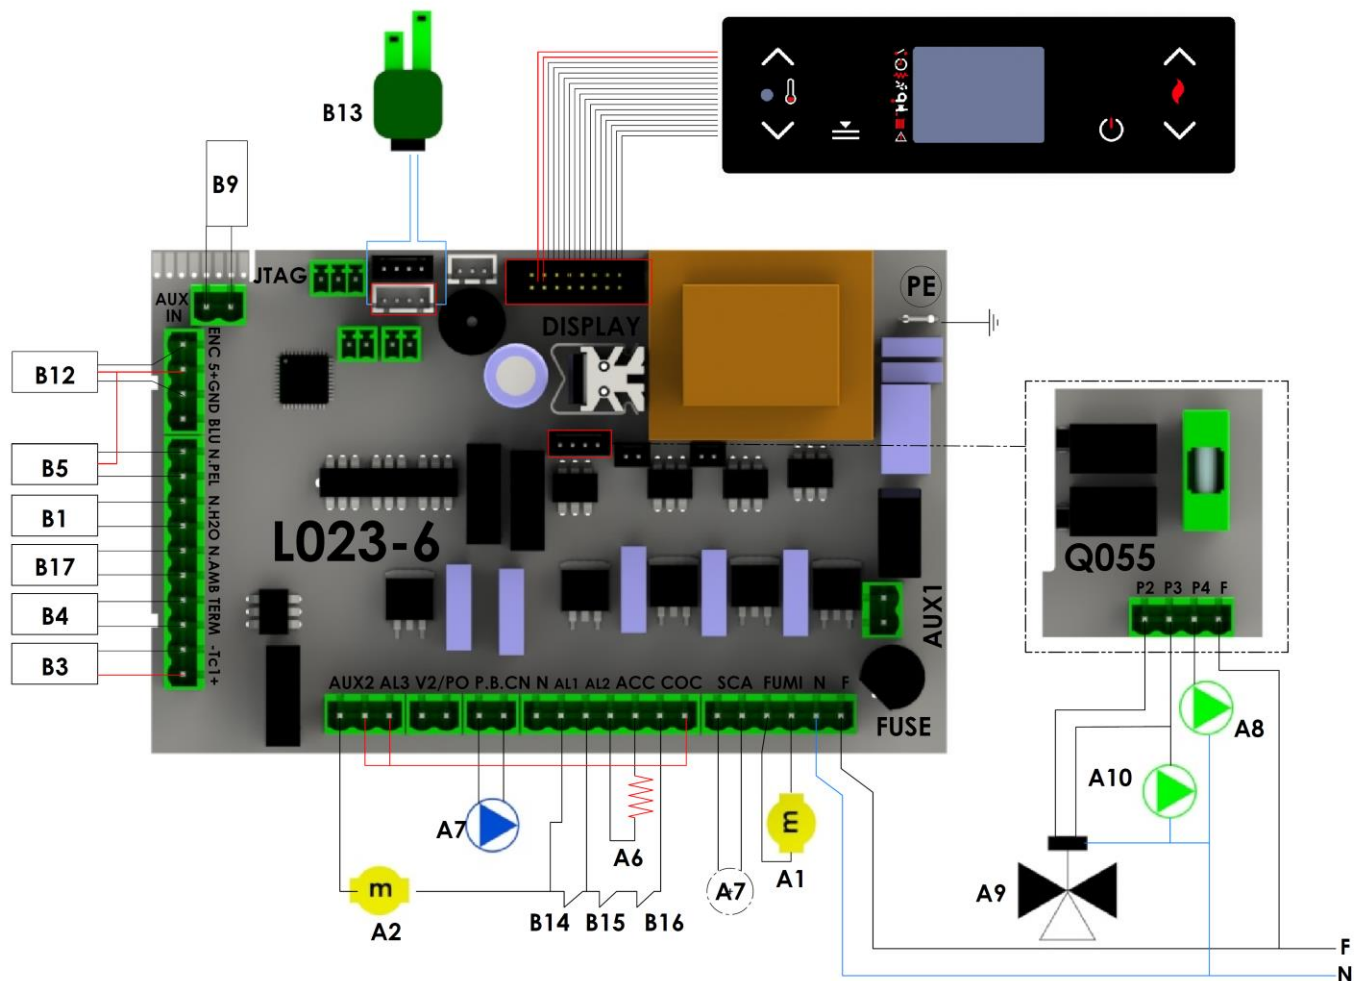 B13
B9
JTAG
PE
AUX
IN
DISPLAY
ENC 5+GND BLU N.PEL N.H2O N.AMB TERM -Tc1+
B12
B5
B1
B17
B4
B3
L023-6
Q055
P2 P3 P4 F
AUX1
AUX2 AL3 V2/PO P.B.CN N AL1 AL2 ACC COC SCA FUMI N F
FUSE
A8
A10
A7
m
A6
m
A1
A7
A9
m
A2
B14 B15 B16
F
N